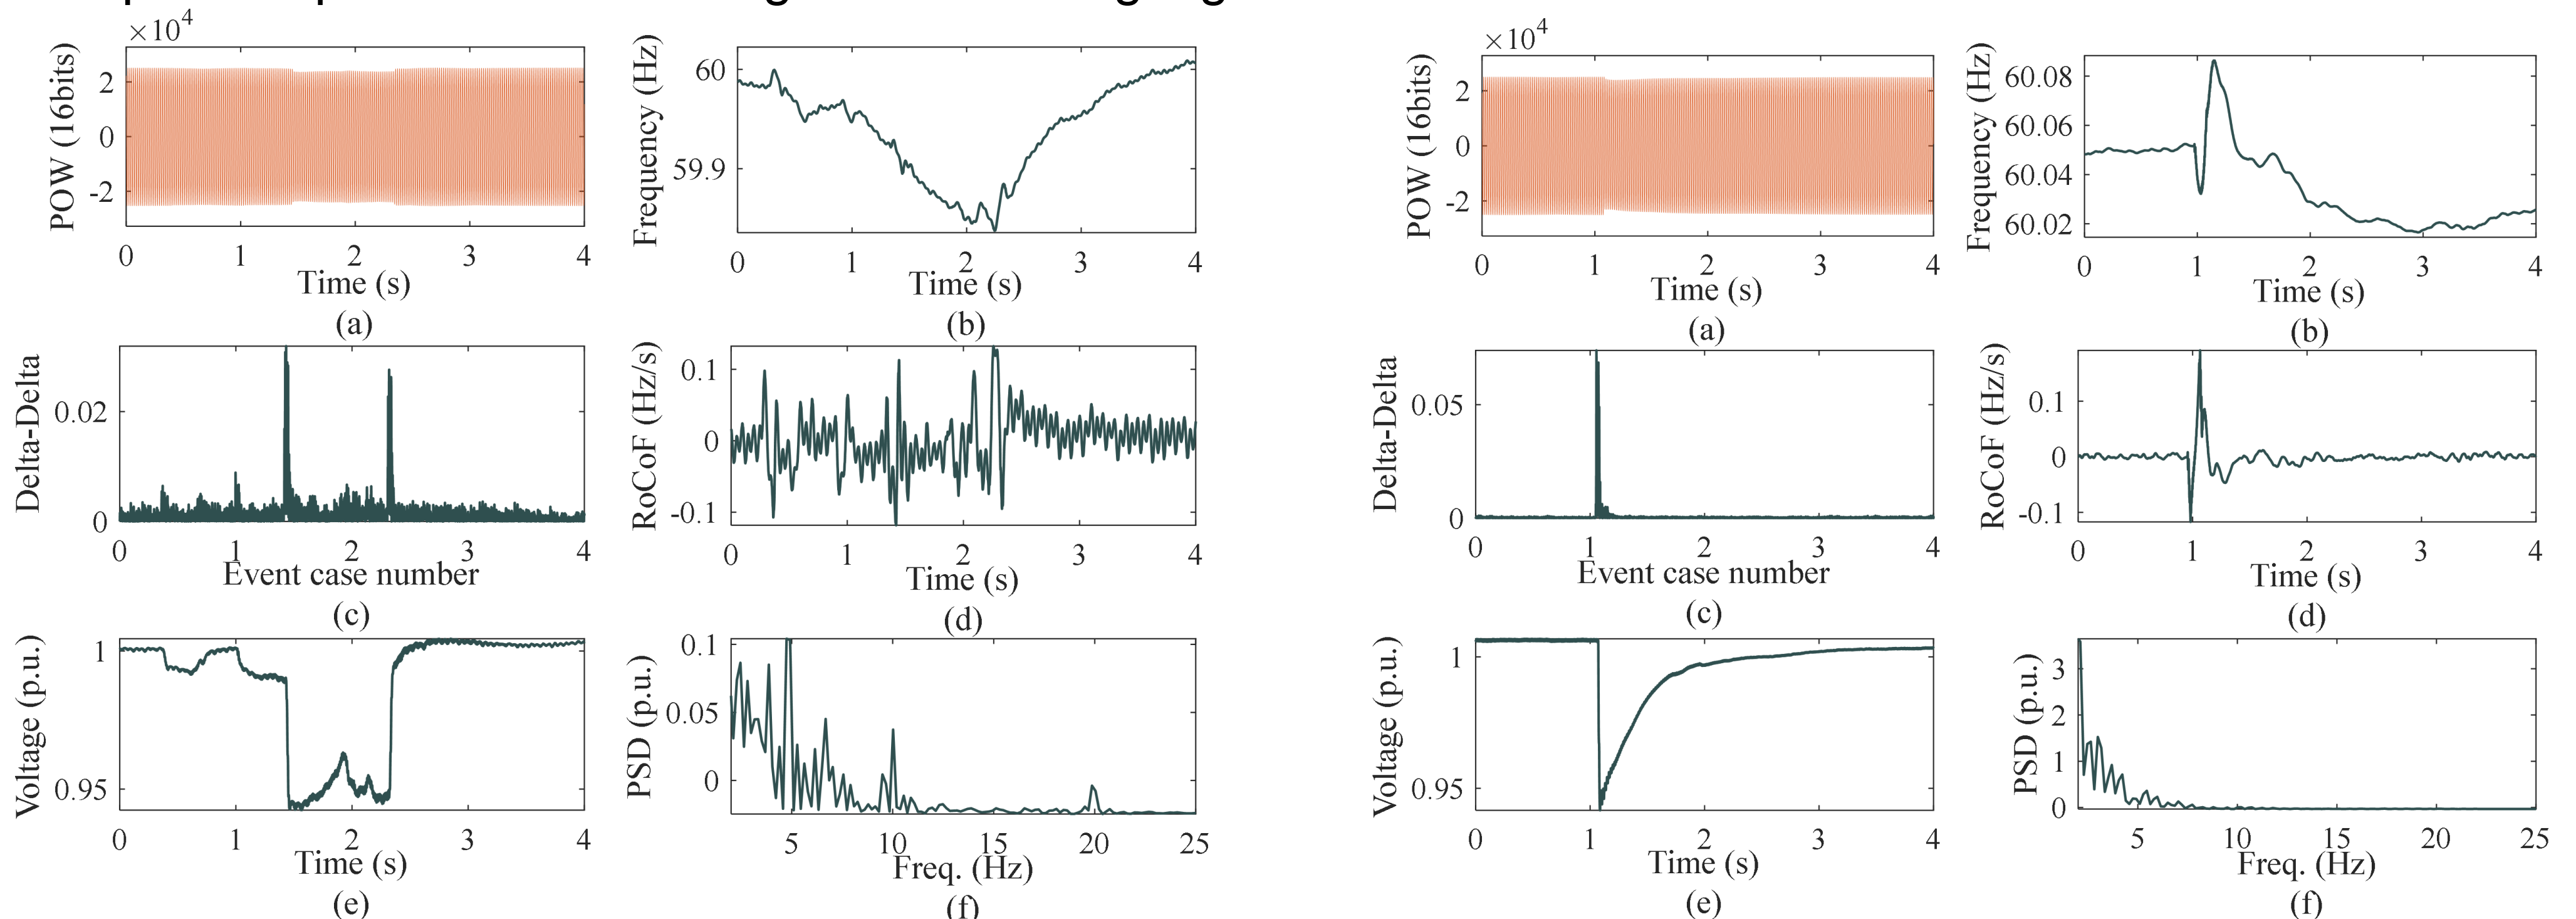 ×10⁴
POW (16bits)
2
0
-2
0 1 2 3 4
Time (s)
(a)
Frequency (Hz)
60
59.9
0 1 2 3 4
Time (s)
(b)
Delta-Delta
0.02
0
0 1 2 3 4
Event case number
(c)
RoCoF (Hz/s)
0.1
0
-0.1
0 1 2 3 4
Time (s)
(d)
Voltage (p.u.)
1
0.95
0 1 2 3 4
Time (s)
(e)
PSD (p.u.)
0.1
0.05
0
5 10 15 20 25
Freq. (Hz)
(f)
×10⁴
POW (16bits)
2
0
-2
0 1 2 3 4
Time (s)
(a)
Frequency (Hz)
60.08
60.06
60.04
60.02
0 1 2 3 4
Time (s)
(b)
Delta-Delta
0.05
0
0 1 2 3 4
Event case number
(c)
RoCoF (Hz/s)
0.1
0
-0.1
0 1 2 3 4
Time (s)
(d)
Voltage (p.u.)
1
0.95
0 1 2 3 4
Time (s)
(e)
PSD (p.u.)
3
2
1
0
5 10 15 20 25
Freq. (Hz)
(f)